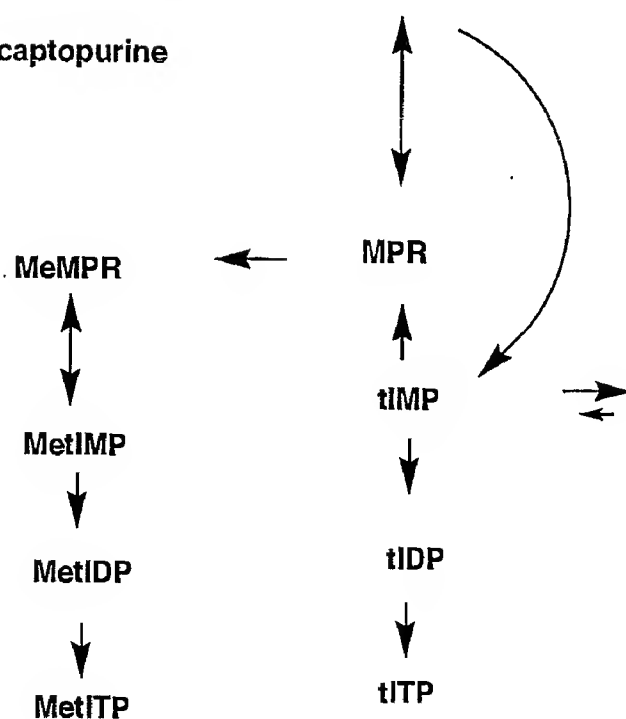 captopurine
MPR
MeMPR
tIMP
MetIMP
tIDP
MetIDP
tITP
MetITP